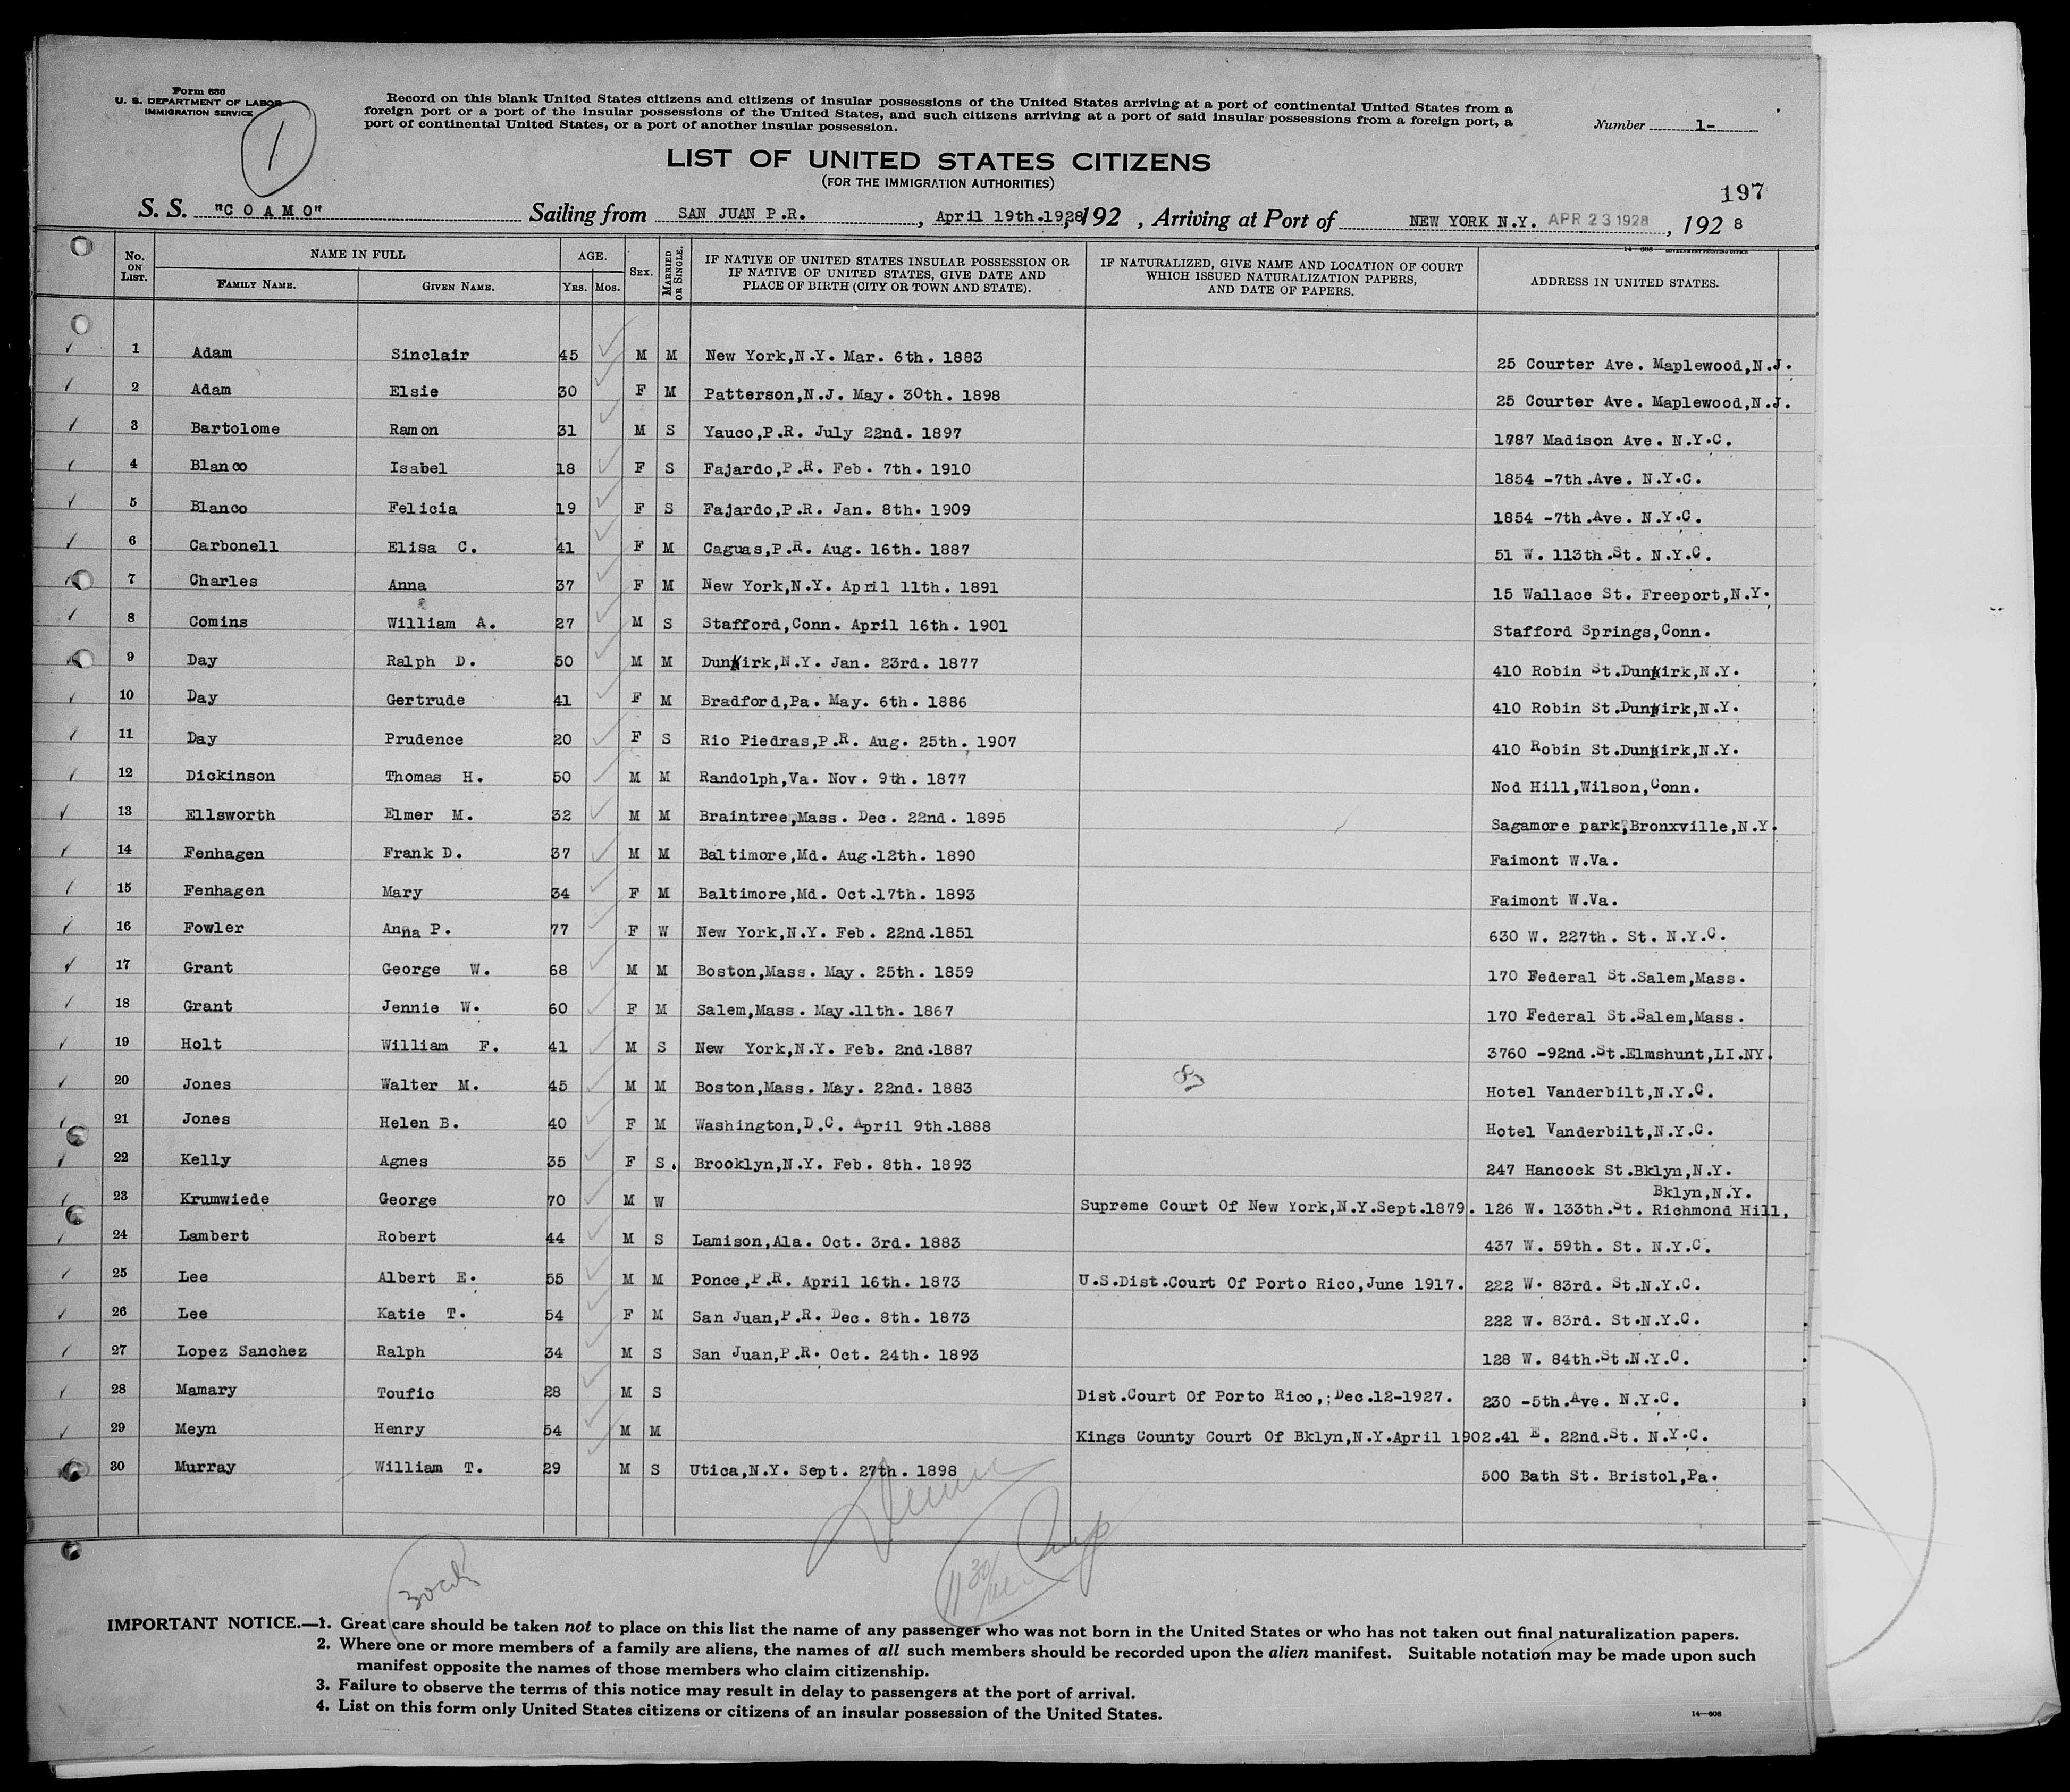 Form 630
U. S. DEPARTMENT OF LABOR
IMMIGRATION SERVICE
1
Record on this blank United States citizens and citizens of insular possessions of the United States arriving at a port of continental United States from a
foreign port or a port of the insular possessions of the United States, and such citizens arriving at a port of said insular possessions from a foreign port, a
port of continental United States, or a port of another insular possession.
Number 1-
LIST OF UNITED STATES CITIZENS
(FOR THE IMMIGRATION AUTHORITIES)
197
S. S. "C O A M O" Sailing from SAN JUAN P.R. , April 19th.1928, 192 , Arriving at Port of NEW YORK N.Y. APR 23 1928 , 192 8
14—608 GOVERNMENT PRINTING OFFICE
No. ON LIST. NAME IN FULL FAMILY NAME. GIVEN NAME. AGE. YRS. MOS. SEX. MARRIED OR SINGLE. IF NATIVE OF UNITED STATES INSULAR POSSESSION OR IF NATIVE OF UNITED STATES, GIVE DATE AND PLACE OF BIRTH (CITY OR TOWN AND STATE). IF NATURALIZED, GIVE NAME AND LOCATION OF COURT WHICH ISSUED NATURALIZATION PAPERS, AND DATE OF PAPERS. ADDRESS IN UNITED STATES.
1 Adam Sinclair 45 M M New York,N.Y. Mar. 6th. 1883 25 Courter Ave. Maplewood,N.J.
2 Adam Elsie 30 F M Patterson,N.J. May. 30th. 1898 25 Courter Ave. Maplewood,N.J.
3 Bartolome Ramon 31 M S Yauco,P.R. July 22nd. 1897 1787 Madison Ave. N.Y.C.
4 Blanco Isabel 18 F S Fajardo,P.R. Feb. 7th. 1910 1854 -7th.Ave. N.Y.C.
5 Blanco Felicia 19 F S Fajardo,P.R. Jan. 8th. 1909 1854 -7th.Ave. N.Y.C.
6 Carbonell Elisa C. 41 F M Caguas,P.R. Aug. 16th. 1887 51 W. 113th.St. N.Y.C.
7 Charles Anna 37 F M New York,N.Y. April 11th. 1891 15 Wallace St. Freeport,N.Y.
8 Comins William A. 27 M S Stafford,Conn. April 16th. 1901 Stafford Springs,Conn.
9 Day Ralph D. 50 M M Dunkirk,N.Y. Jan. 23rd. 1877 410 Robin St.Dunkirk,N.Y.
10 Day Gertrude 41 F M Bradford,Pa. May. 6th. 1886 410 Robin St.Dunkirk,N.Y.
11 Day Prudence 20 F S Rio Piedras,P.R. Aug. 25th. 1907 410 Robin St.Dunkirk,N.Y.
12 Dickinson Thomas H. 50 M M Randolph,Va. Nov. 9th. 1877 Nod Hill,Wilson,Conn.
13 Ellsworth Elmer M. 32 M M Braintree,Mass. Dec. 22nd. 1895 Sagamore park,Bronxville,N.Y.
14 Fenhagen Frank D. 37 M M Baltimore,Md. Aug.12th. 1890 Faimont W.Va.
15 Fenhagen Mary 34 F M Baltimore,Md. Oct.17th. 1893 Faimont W.Va.
16 Fowler Anna P. 77 F W New York,N.Y. Feb. 22nd.1851 630 W. 227th. St. N.Y.C.
17 Grant George W. 68 M M Boston,Mass. May. 25th. 1859 170 Federal St.Salem,Mass.
18 Grant Jennie W. 60 F M Salem,Mass. May.11th. 1867 170 Federal St.Salem,Mass.
19 Holt William F. 41 M S New York,N.Y. Feb. 2nd.1887 3760 -92nd.St.Elmshunt,LI.NY.
20 Jones Walter M. 45 M M Boston,Mass. May. 22nd. 1883 Hotel Vanderbilt,N.Y.C.
21 Jones Helen B. 40 F M Washington,D.C. April 9th.1888 Hotel Vanderbilt,N.Y.C.
22 Kelly Agnes 35 F S. Brooklyn,N.Y. Feb. 8th. 1893 247 Hancock St.Bklyn,N.Y.
Bklyn,N.Y.
23 Krumwiede George 70 M W Supreme Court Of New York,N.Y.Sept.1879. 126 W. 133th.St. Richmond Hill,
24 Lambert Robert 44 M S Lamison,Ala. Oct. 3rd. 1883 437 W. 59th. St. N.Y.C.
25 Lee Albert E. 55 M M Ponce,P.R. April 16th. 1873 U.S.Dist.Court Of Porto Rico,June 1917. 222 W. 83rd. St.N.Y.C.
26 Lee Katie T. 54 F M San Juan,P.R. Dec. 8th. 1873 222 W. 83rd. St.N.Y.C.
27 Lopez Sanchez Ralph 34 M S San Juan,P.R. Oct. 24th. 1893 128 W. 84th.St.N.Y.C.
28 Mamary Toufic 28 M S Dist.Court Of Porto Rico,;Dec.12-1927. 230 -5th.Ave. N.Y.C.
29 Meyn Henry 54 M M Kings County Court Of Bklyn,N.Y.April 1902. 41 E. 22nd.St. N.Y.C.
30 Murray William T. 29 M S Utica,N.Y. Sept. 27th. 1898 500 Bath St. Bristol,Pa.
IMPORTANT NOTICE.—1. Great care should be taken not to place on this list the name of any passenger who was not born in the United States or who has not taken out final naturalization papers.
2. Where one or more members of a family are aliens, the names of all such members should be recorded upon the alien manifest. Suitable notation may be made upon such
manifest opposite the names of those members who claim citizenship.
3. Failure to observe the terms of this notice may result in delay to passengers at the port of arrival.
4. List on this form only United States citizens or citizens of an insular possession of the United States.
14—608